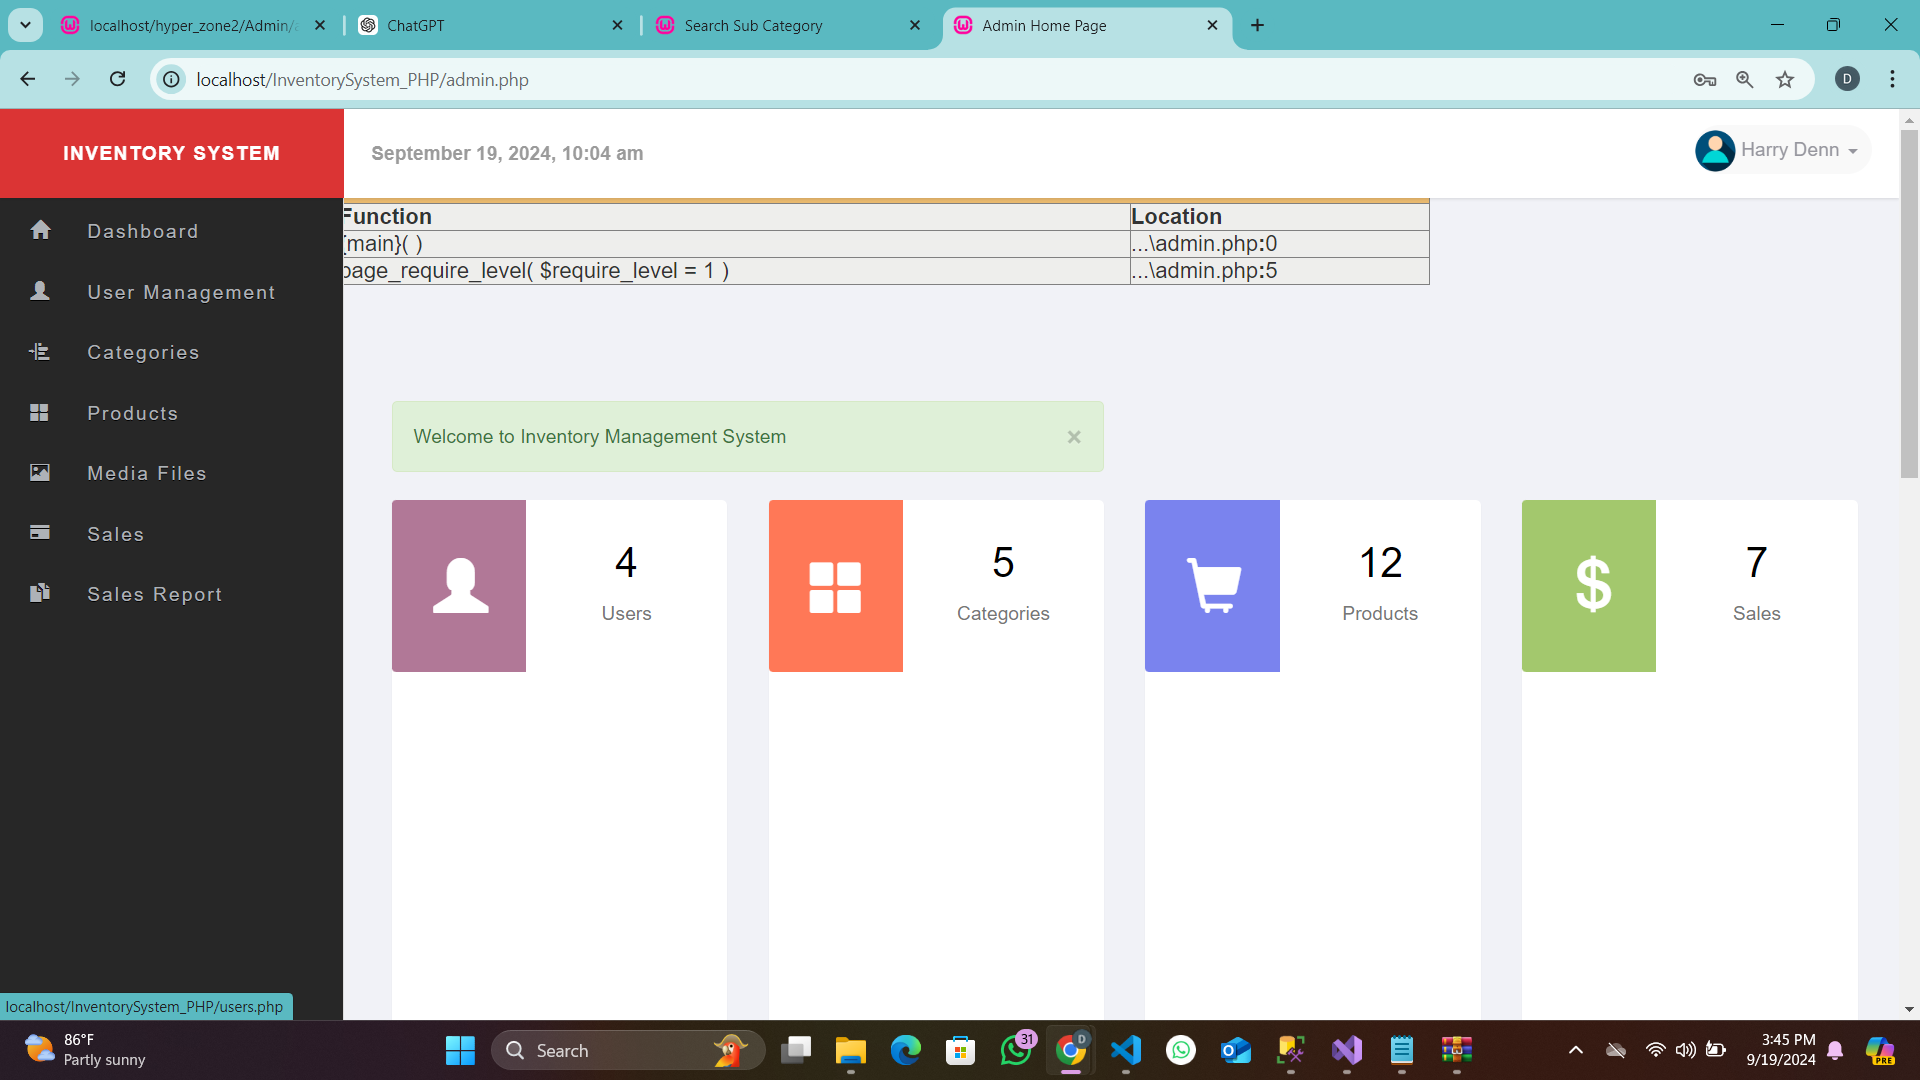 localhost/hyper_zone2/Admin/a
ChatGPT
Search Sub Category
Admin Home Page
localhost/InventorySystem_PHP/admin.php
D
INVENTORY SYSTEM
September 19, 2024, 10:04 am
Harry Denn
Function
Location
{main}( )
...\admin.php:0
page_require_level( $require_level = 1 )
...\admin.php:5
Dashboard
User Management
Categories
Products
Media Files
Sales
Sales Report
Welcome to Inventory Management System
×
4
Users
5
Categories
12
Products
$
7
Sales
localhost/InventorySystem_PHP/users.php
86°F
Partly sunny
Search
31
D
PRE
3:45 PM
9/19/2024